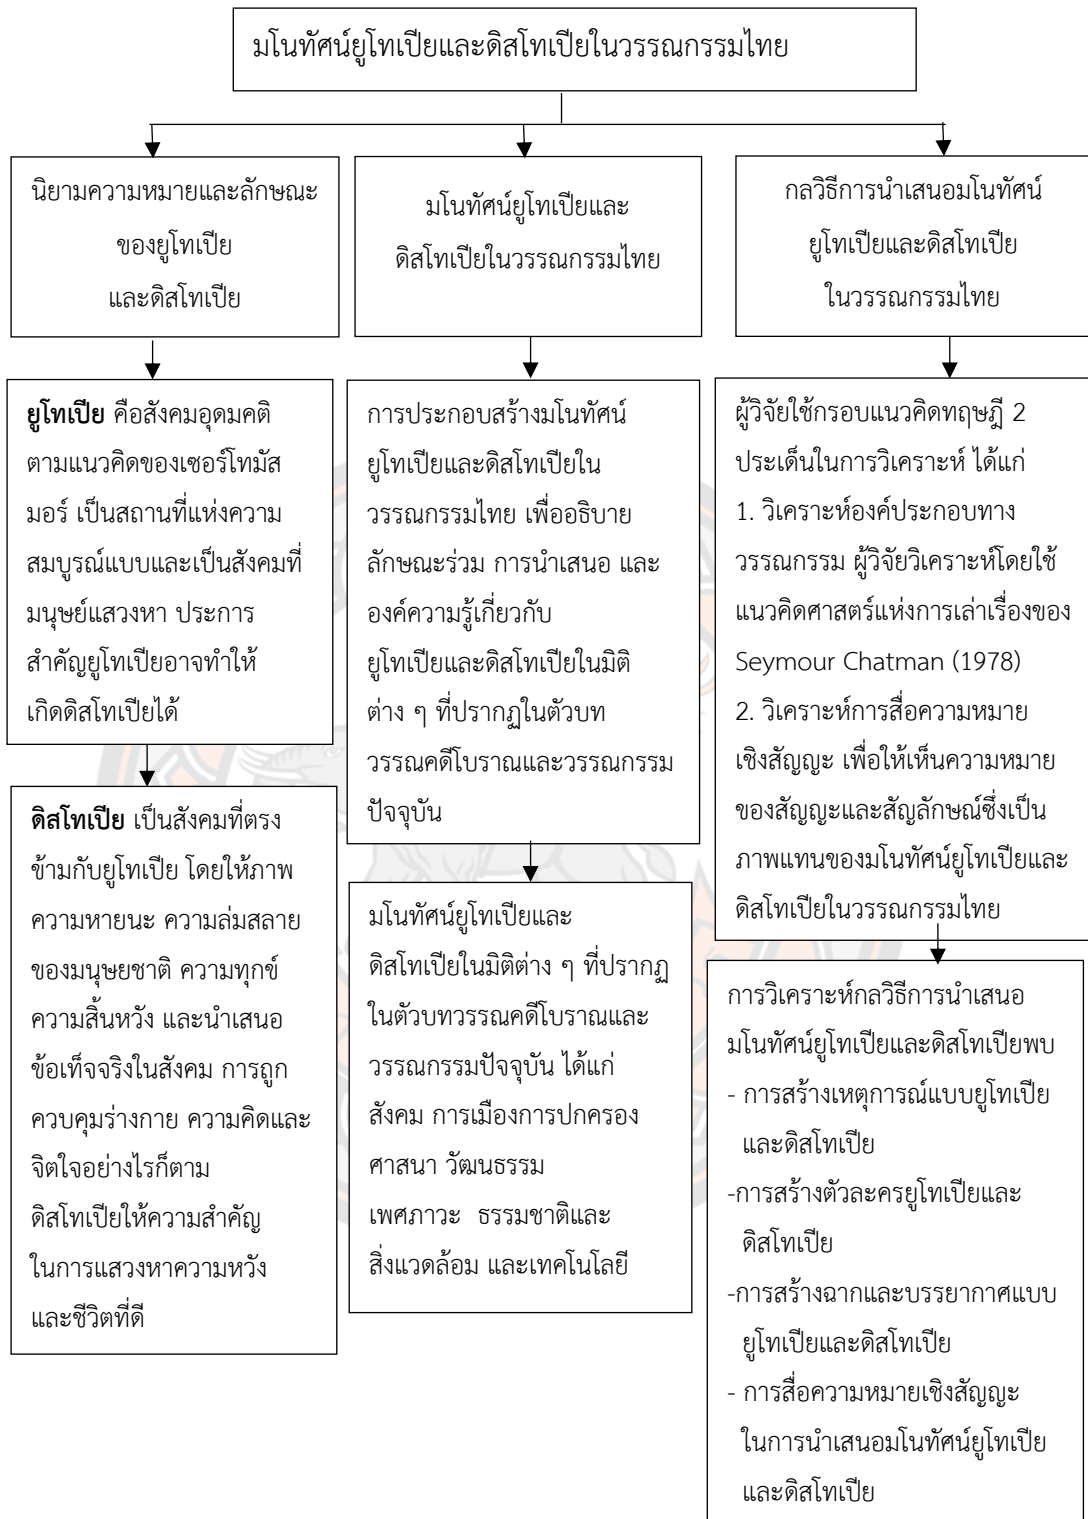 มโนทัศน์ยูโทเปียและดิสโทเปียในวรรณกรรมไทย
นิยามความหมายและลักษณะ
ของยูโทเปีย
และดิสโทเปีย
มโนทัศน์ยูโทเปียและ
ดิสโทเปียในวรรณกรรมไทย
กลวิธีการนำเสนอมโนทัศน์
ยูโทเปียและดิสโทเปีย
ในวรรณกรรมไทย
ยูโทเปีย คือสังคมอุดมคติ
ตามแนวคิดของเซอร์โทมัส
มอร์ เป็นสถานที่แห่งความ
สมบูรณ์แบบและเป็นสังคมที่
มนุษย์แสวงหา ประการ
สำคัญยูโทเปียอาจทำให้
เกิดดิสโทเปียได้
ดิสโทเปีย เป็นสังคมที่ตรง
ข้ามกับยูโทเปีย โดยให้ภาพ
ความหายนะ ความล่มสลาย
ของมนุษยชาติ ความทุกข์
ความสิ้นหวัง และนำเสนอ
ข้อเท็จจริงในสังคม การถูก
ควบคุมร่างกาย ความคิดและ
จิตใจอย่างไรก็ตาม
ดิสโทเปียให้ความสำคัญ
ในการแสวงหาความหวัง
และชีวิตที่ดี
การประกอบสร้างมโนทัศน์
ยูโทเปียและดิสโทเปียใน
วรรณกรรมไทย เพื่ออธิบาย
ลักษณะร่วม การนำเสนอ และ
องค์ความรู้เกี่ยวกับ
ยูโทเปียและดิสโทเปียในมิติ
ต่าง ๆ ที่ปรากฏในตัวบท
วรรณคดีโบราณและวรรณกรรม
ปัจจุบัน
มโนทัศน์ยูโทเปียและ
ดิสโทเปียในมิติต่าง ๆ ที่ปรากฏ
ในตัวบทวรรณคดีโบราณและ
วรรณกรรมปัจจุบัน ได้แก่
สังคม การเมืองการปกครอง
ศาสนา วัฒนธรรม
เพศภาวะ ธรรมชาติและ
สิ่งแวดล้อม และเทคโนโลยี
ผู้วิจัยใช้กรอบแนวคิดทฤษฎี 2
ประเด็นในการวิเคราะห์ ได้แก่
1. วิเคราะห์องค์ประกอบทาง
วรรณกรรม ผู้วิจัยวิเคราะห์โดยใช้
แนวคิดศาสตร์แห่งการเล่าเรื่องของ
Seymour Chatman (1978)
2. วิเคราะห์การสื่อความหมาย
เชิงสัญญะ เพื่อให้เห็นความหมาย
ของสัญญะและสัญลักษณ์ซึ่งเป็น
ภาพแทนของมโนทัศน์ยูโทเปียและ
ดิสโทเปียในวรรณกรรมไทย
การวิเคราะห์กลวิธีการนำเสนอ
มโนทัศน์ยูโทเปียและดิสโทเปียพบ
- การสร้างเหตุการณ์แบบยูโทเปีย
และดิสโทเปีย
-การสร้างตัวละครยูโทเปียและ
ดิสโทเปีย
-การสร้างฉากและบรรยากาศแบบ
ยูโทเปียและดิสโทเปีย
- การสื่อความหมายเชิงสัญญะ
ในการนำเสนอมโนทัศน์ยูโทเปีย
และดิสโทเปีย